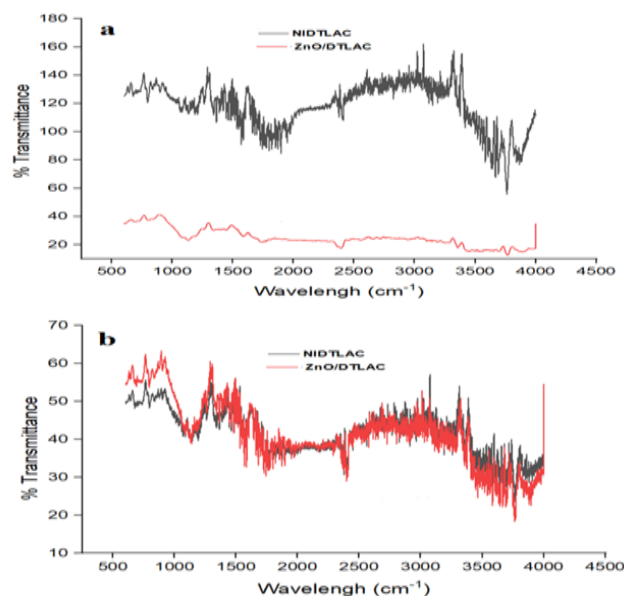 a
NIDTLAC
ZnO/DTLAC
% Transmittance
180
160
140
120
100
80
60
40
20
500 1000 1500 2000 2500 3000 3500 4000 4500
Wavelengh (cm⁻¹)
b
NIDTLAC
ZnO/DTLAC
% Transmittance
70
60
50
40
30
20
10
500 1000 1500 2000 2500 3000 3500 4000 4500
Wavelengh (cm⁻¹)